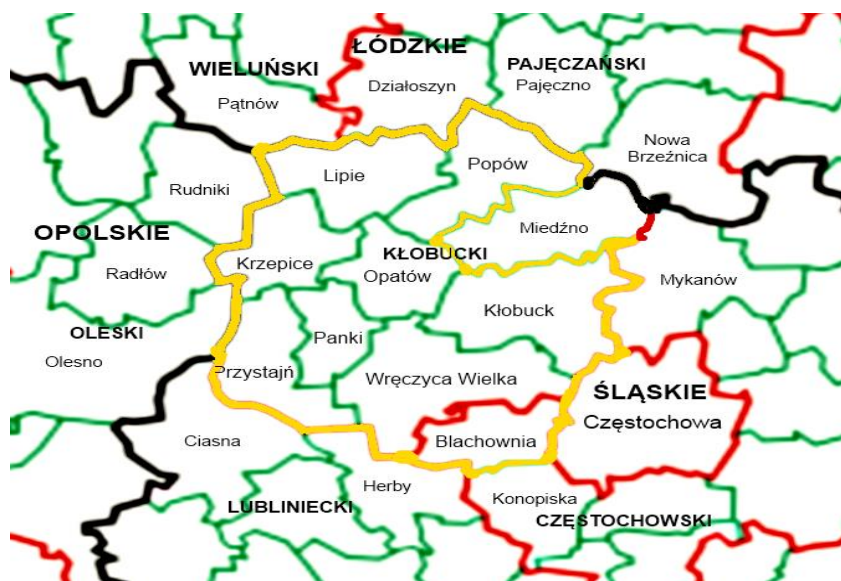 ŁÓDZKIE
WIELUŃSKI
PAJĘCZAŃSKI
Działoszyn
Pajęczno
Pątnów
Nowa
Brzeźnica
Popów
Lipie
Rudniki
OPOLSKIE
Miedźno
KŁOBUCKI
Krzepice
Radłów
Opatów
Mykanów
Kłobuck
OLESKI
Panki
Olesno
Przystajń
Wręczyca Wielka
ŚLĄSKIE
Częstochowa
Ciasna
Blachownia
Herby
Konopiska
LUBLINIECKI
CZĘSTOCHOWSKI